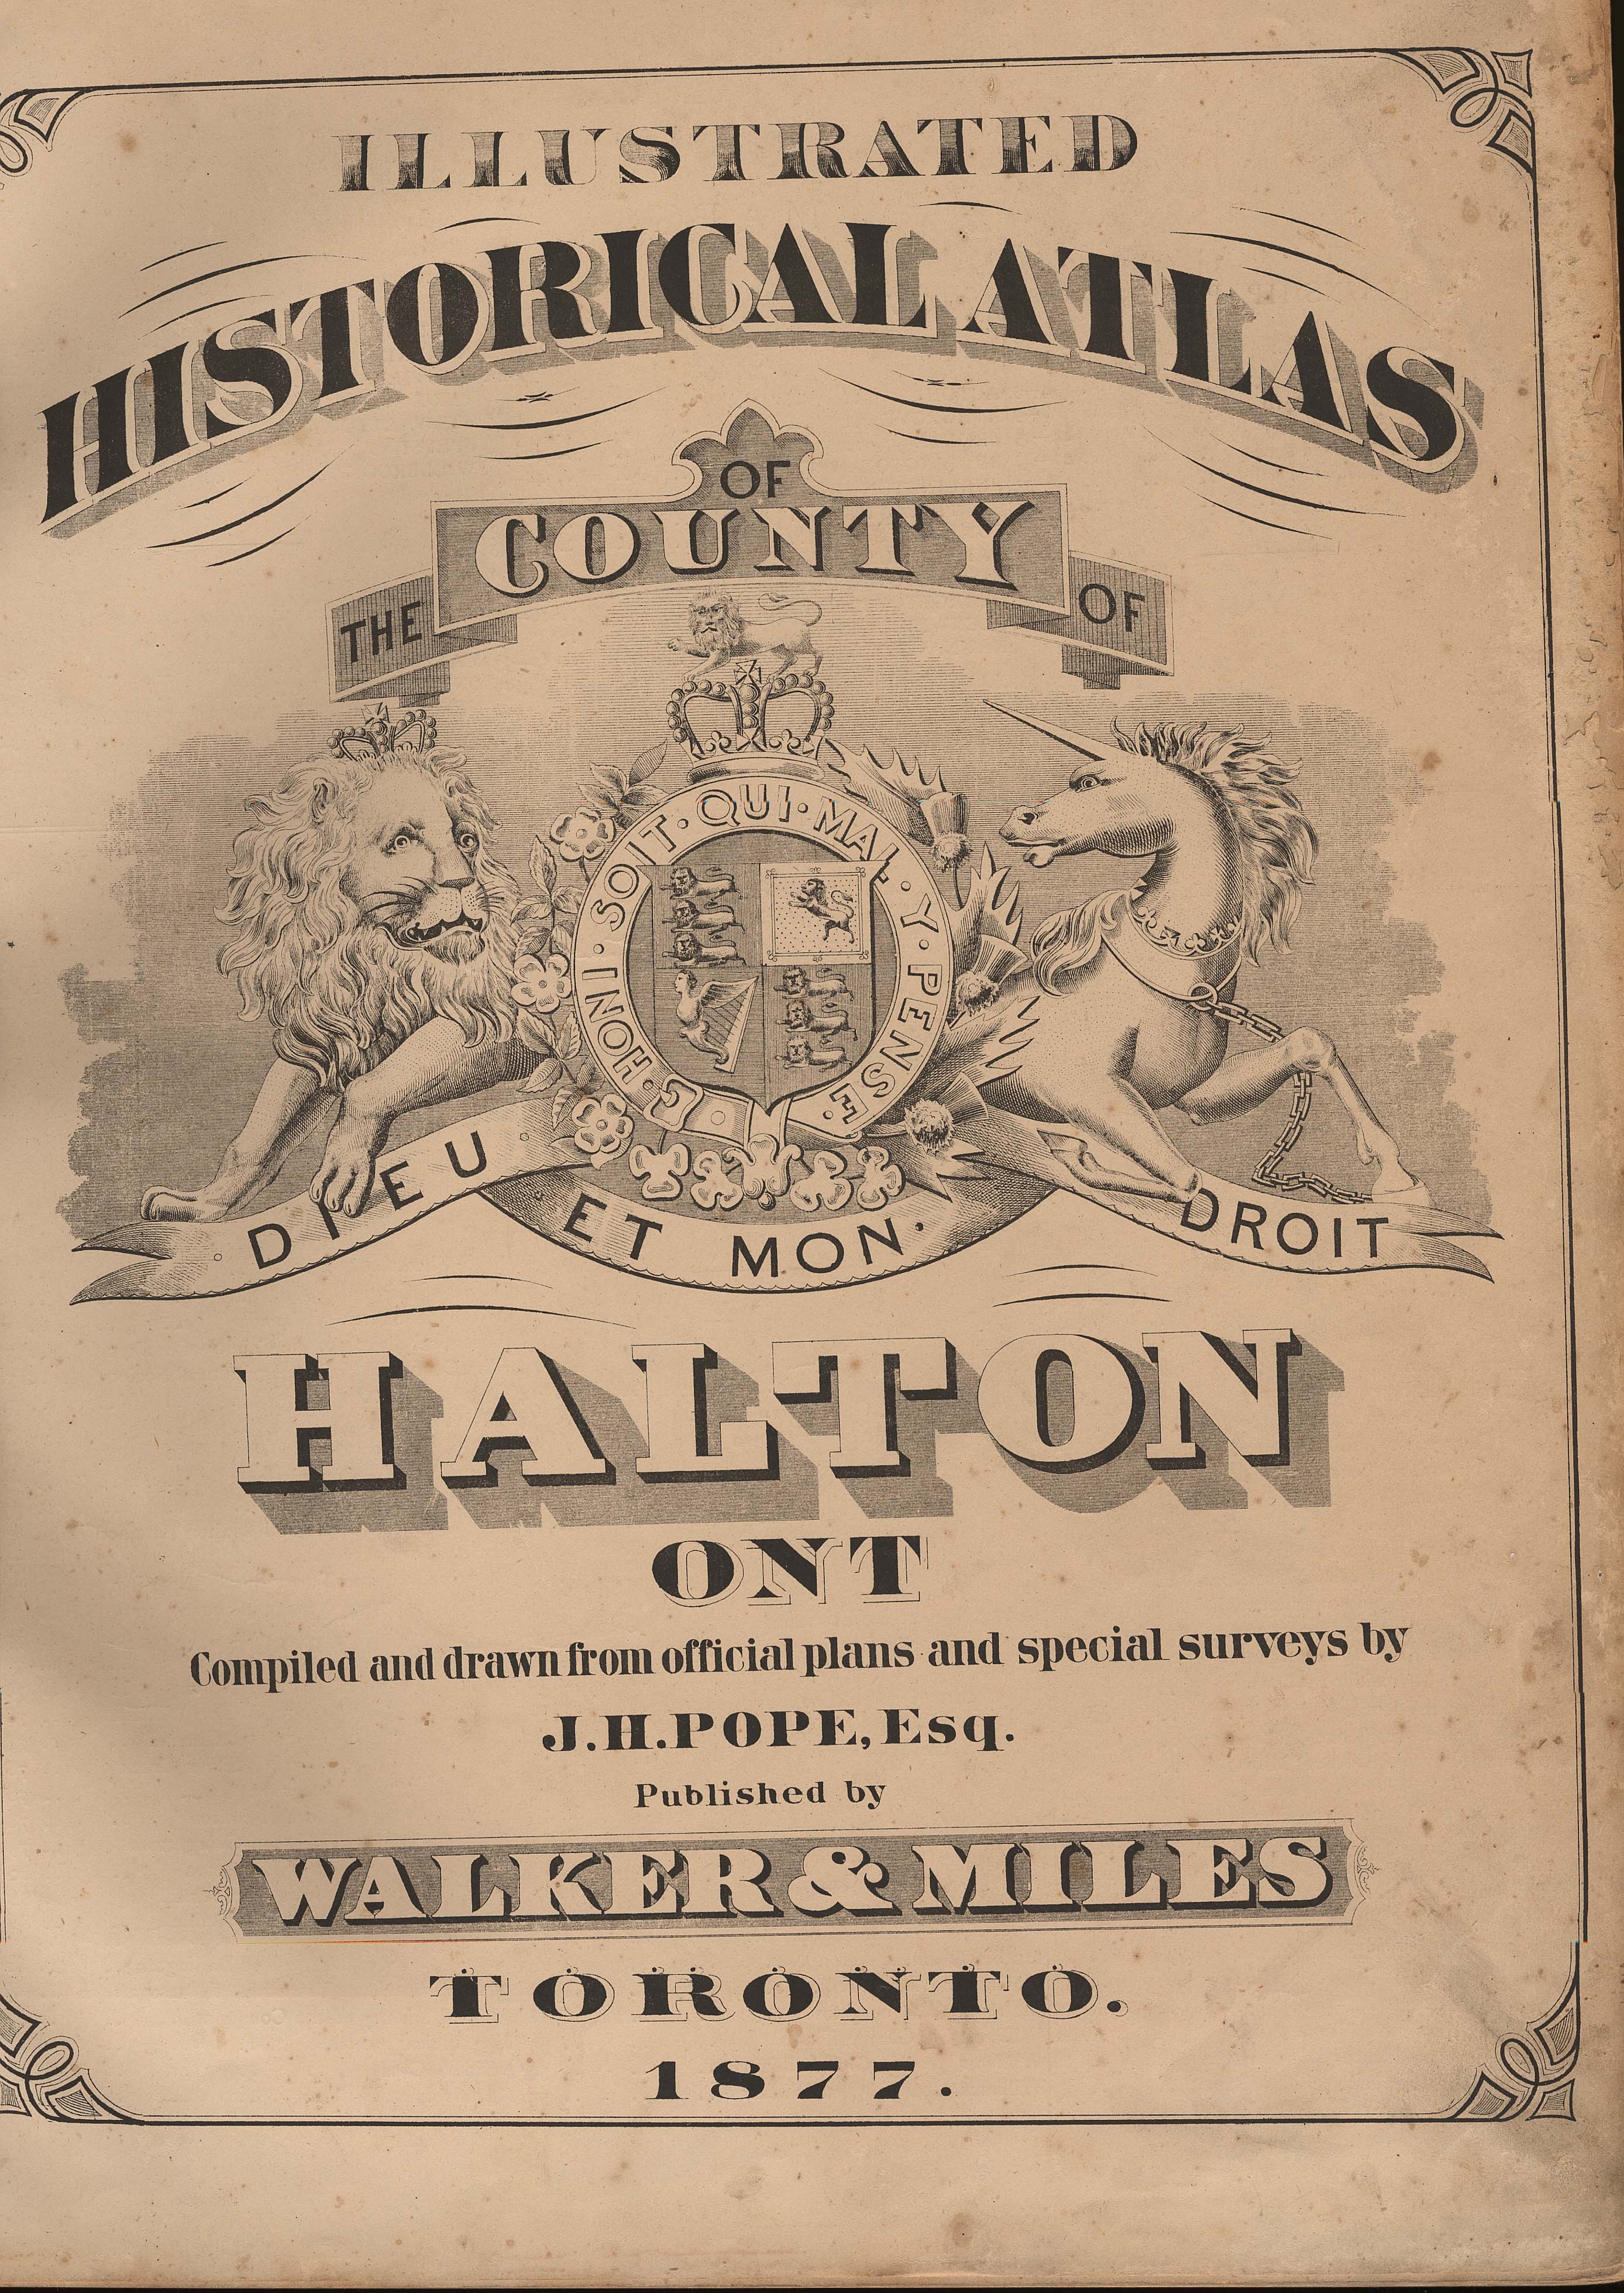 ILLUSTRATED
HISTORICAL ATLAS
OF
THE COUNTY OF
HONI · SOIT · QUI · MAL · Y · PENSE ·
DIEU ET MON · DROIT
HALTON
ONT
Compiled and drawn from official plans and special surveys by
J.H. POPE, Esq.
Published by
WALKER & MILES
TORONTO.
1877.